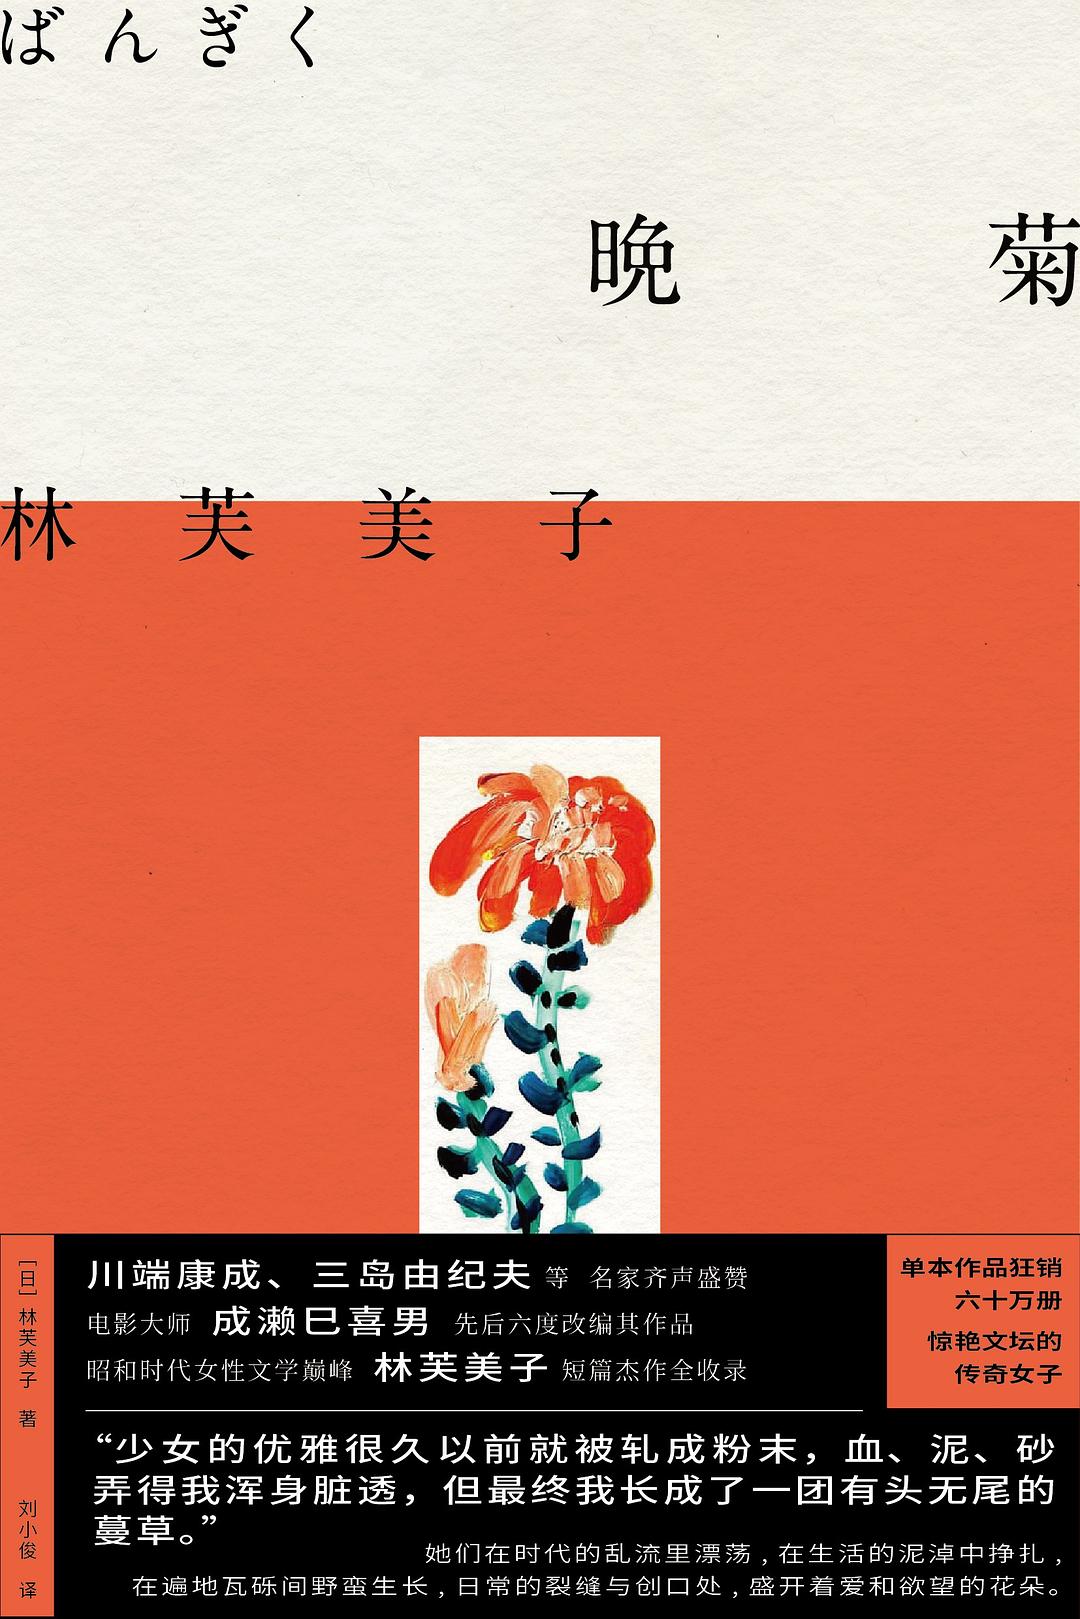 ばんぎく
晚菊
林芙美子
川端康成、三岛由纪夫 等 名家齐声盛赞
电影大师 成濑巳喜男 先后六度改编其作品
昭和时代女性文学巅峰 林芙美子 短篇杰作全收录
单本作品狂销
六十万册
惊艳文坛的
传奇女子
[日]林芙美子 著
刘小俊 译
“少女的优雅很久以前就被轧成粉末，血、泥、砂
弄得我浑身脏透，但最终我长成了一团有头无尾的
蔓草。”
她们在时代的乱流里漂荡，在生活的泥淖中挣扎，
在遍地瓦砾间野蛮生长，日常的裂缝与创口处，盛开着爱和欲望的花朵。